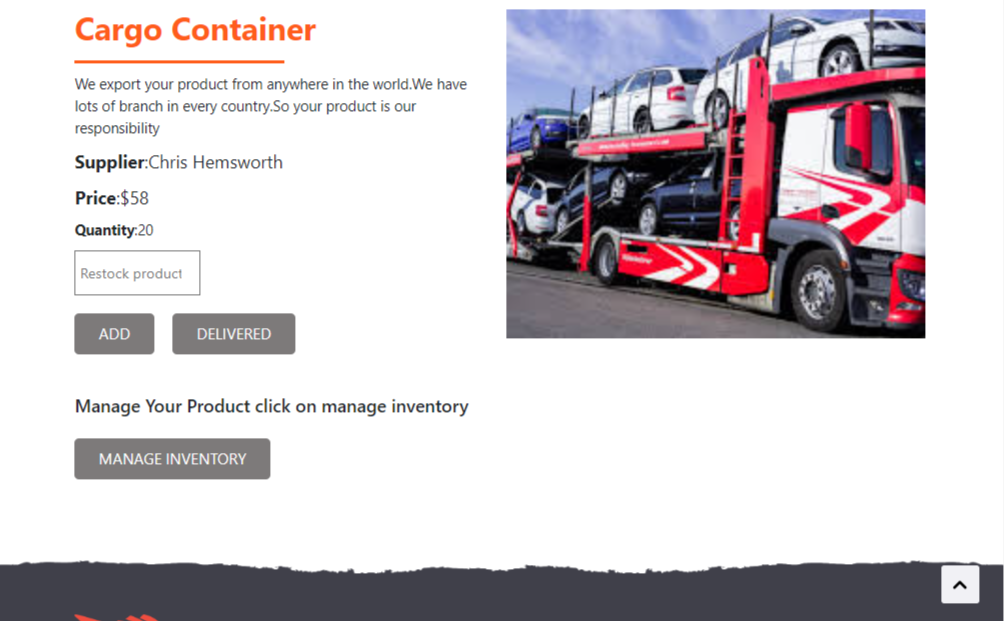 Cargo Container
We export your product from anywhere in the world.We have
lots of branch in every country.So your product is our
responsibility
Supplier:Chris Hemsworth
Price:$58
Quantity:20
Restock product
ADD
DELIVERED
Manage Your Product click on manage inventory
MANAGE INVENTORY